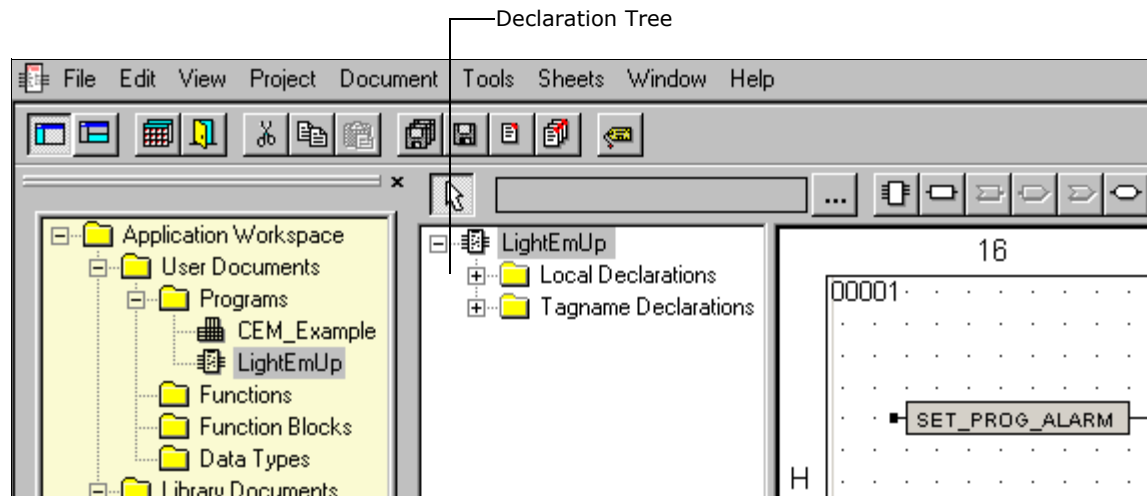 Declaration Tree
File Edit View Project Document Tools Sheets Window Help
...
Application Workspace
User Documents
Programs
CEM_Example
LightEmUp
Functions
Function Blocks
Data Types
Library Documents
LightEmUp
Local Declarations
Tagname Declarations
16
00001
SET_PROG_ALARM
H